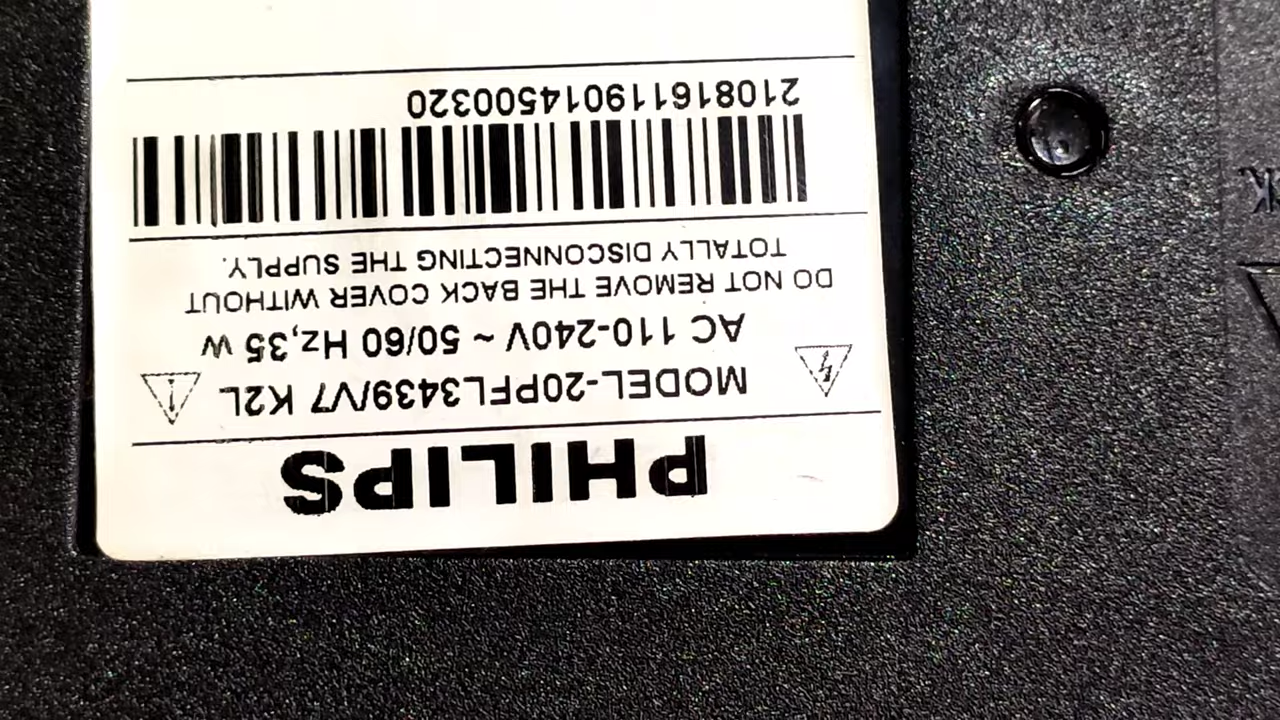 PHILIPS
MODEL-20PFL3439/V7 K2L
AC 110-240V ~ 50/60 Hz,35 W
DO NOT REMOVE THE BACK COVER WITHOUT
TOTALLY DISCONNECTING THE SUPPLY.
210816119014500320